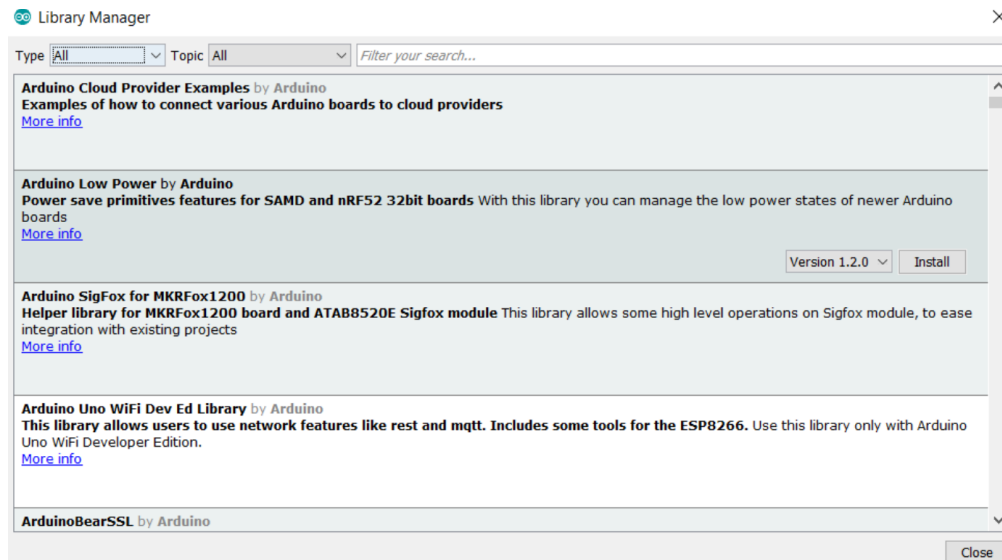 Library Manager
Type All Topic All Filter your search...
Arduino Cloud Provider Examples by Arduino
Examples of how to connect various Arduino boards to cloud providers
More info
Arduino Low Power by Arduino
Power save primitives features for SAMD and nRF52 32bit boards With this library you can manage the low power states of newer Arduino
boards
More info
Version 1.2.0 Install
Arduino SigFox for MKRFox1200 by Arduino
Helper library for MKRFox1200 board and ATAB8520E Sigfox module This library allows some high level operations on Sigfox module, to ease
integration with existing projects
More info
Arduino Uno WiFi Dev Ed Library by Arduino
This library allows users to use network features like rest and mqtt. Includes some tools for the ESP8266. Use this library only with Arduino
Uno WiFi Developer Edition.
More info
ArduinoBearSSL by Arduino
Close